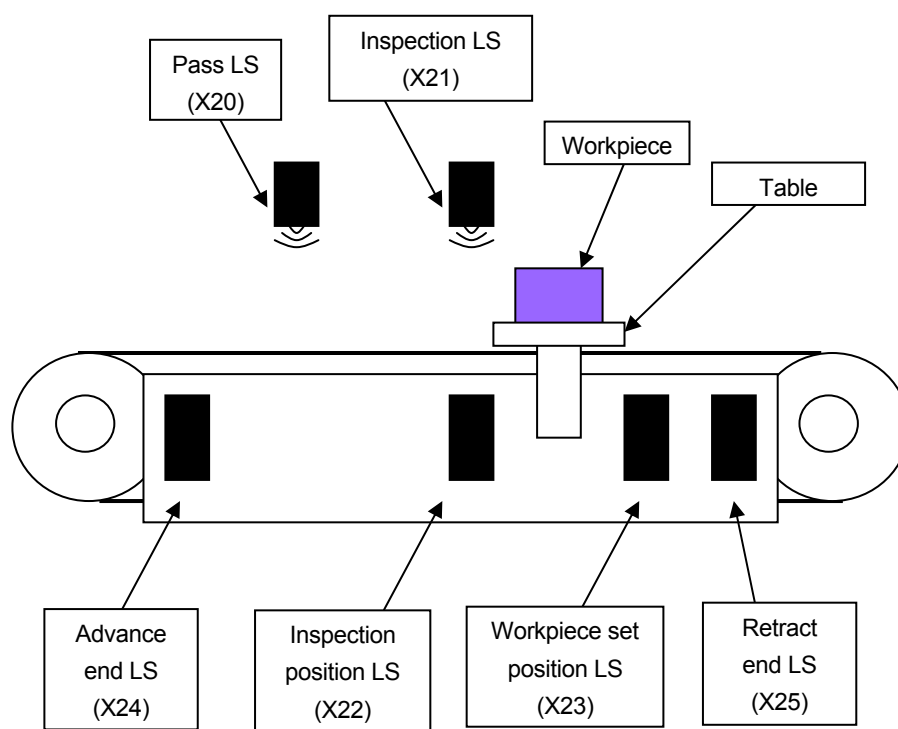 Pass LS
(X20)
Inspection LS
(X21)
Workpiece
Table
Advance
end LS
(X24)
Inspection
position LS
(X22)
Workpiece set
position LS
(X23)
Retract
end LS
(X25)